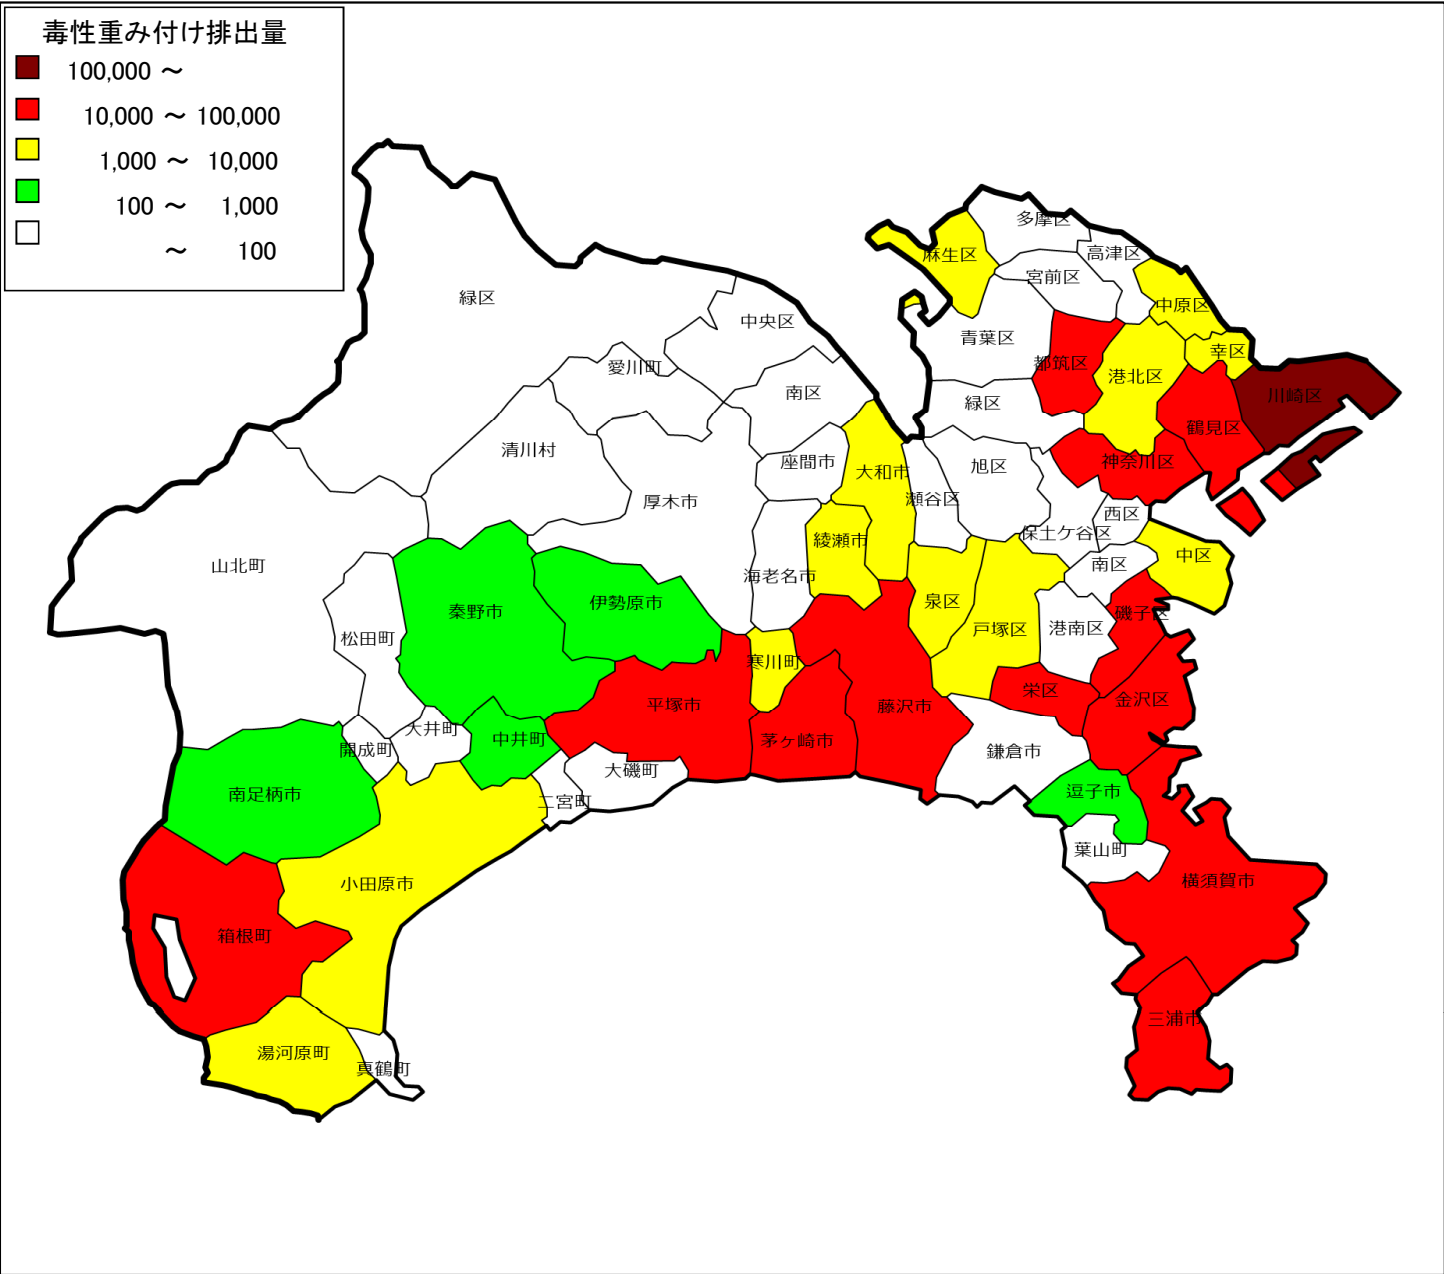 毒性重み付け排出量
100,000 ～
10,000 ～ 100,000
1,000 ～ 10,000
100 ～ 1,000
～ 100
多摩区
麻生区
高津区
宮前区
緑区
中原区
中央区
青葉区
幸区
都筑区
愛川町
港北区
南区
川崎区
緑区
鶴見区
清川村
座間市
神奈川区
旭区
大和市
瀬谷区
厚木市
西区
保土ケ谷区
綾瀬市
中区
山北町
南区
海老名市
伊勢原市
泉区
秦野市
磯子区
戸塚区
港南区
松田町
寒川町
栄区
金沢区
平塚市
藤沢市
大井町
中井町
茅ヶ崎市
開成町
鎌倉市
大磯町
逗子市
南足柄市
二宮町
葉山町
横須賀市
小田原市
箱根町
三浦市
湯河原町
真鶴町